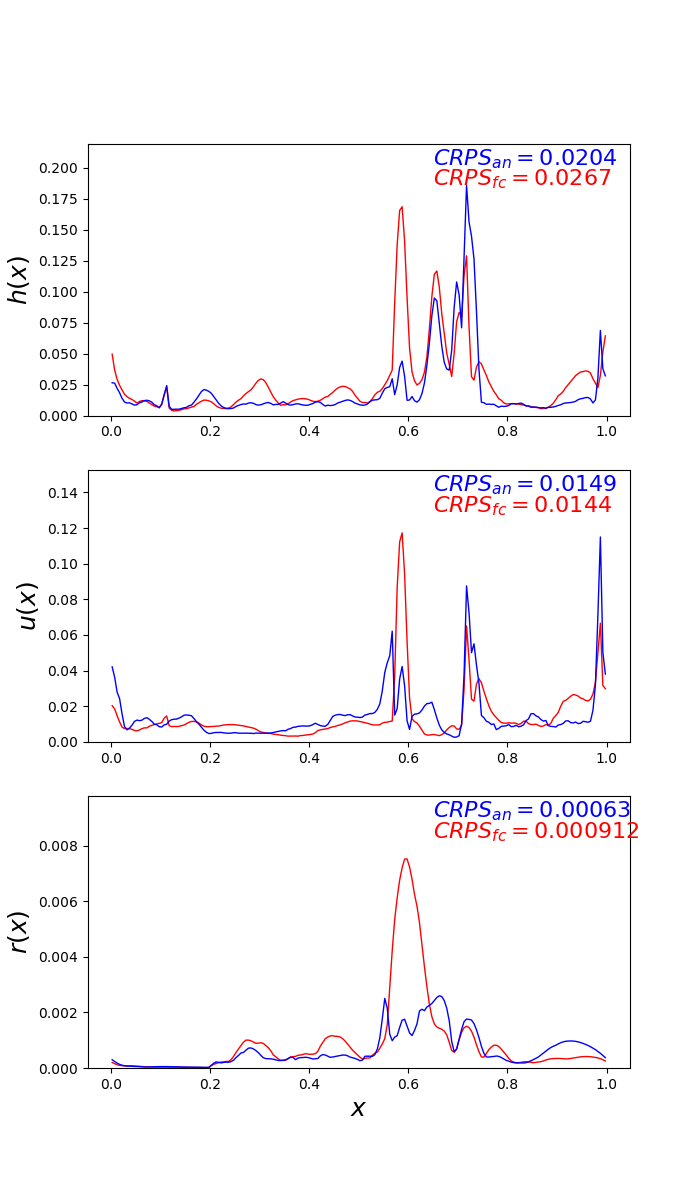 CRPS_an = 0.0204
CRPS_fc = 0.0267
0.200
0.175
0.150
0.125
0.100
0.075
0.050
0.025
0.000
h(x)
0.0 0.2 0.4 0.6 0.8 1.0
CRPS_an = 0.0149
CRPS_fc = 0.0144
0.14
0.12
0.10
0.08
0.06
0.04
0.02
0.00
u(x)
0.0 0.2 0.4 0.6 0.8 1.0
CRPS_an = 0.00063
CRPS_fc = 0.000912
0.008
0.006
0.004
0.002
0.000
r(x)
0.0 0.2 0.4 0.6 0.8 1.0
x